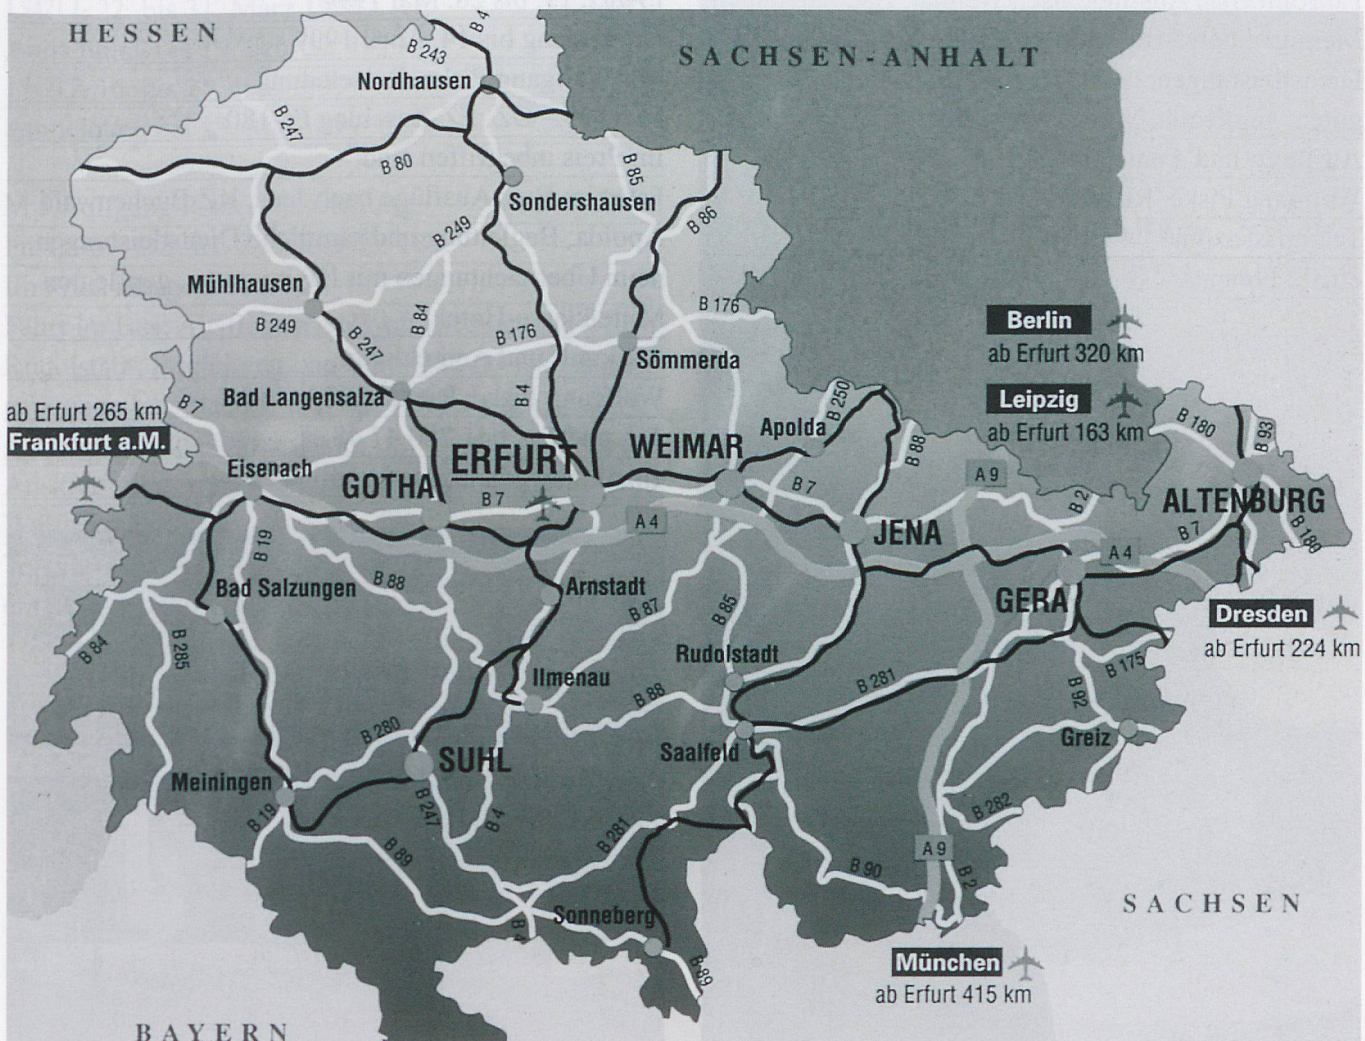 HESSEN
SACHSEN-ANHALT
B 4
B 243
Nordhausen
B 247
B 80
B 85
Sondershausen
B 86
B 249
Mühlhausen
B 249
B 247
B 84
B 176
B 176
Sömmerda
Berlin
ab Erfurt 320 km
Leipzig
ab Erfurt 163 km
Bad Langensalza
B 4
B 7
ab Erfurt 265 km
Frankfurt a.M.
Apolda
B 250
B 88
B 180
B 93
Eisenach
GOTHA
ERFURT
WEIMAR
B 7
B 7
A 4
A 9
B 2
ALTENBURG
JENA
B 7
B 180
A 4
B 19
B 88
Bad Salzungen
Arnstadt
GERA
Dresden
ab Erfurt 224 km
B 84
B 285
B 87
B 85
Rudolstadt
B 175
B 281
B 92
Ilmenau
B 88
B 280
SUHL
Saalfeld
Greiz
Meiningen
B 19
B 247
B 4
B 281
B 282
B 89
A 9
B 90
B 2
Sonneberg
B 4
B 89
SACHSEN
München
ab Erfurt 415 km
BAYERN